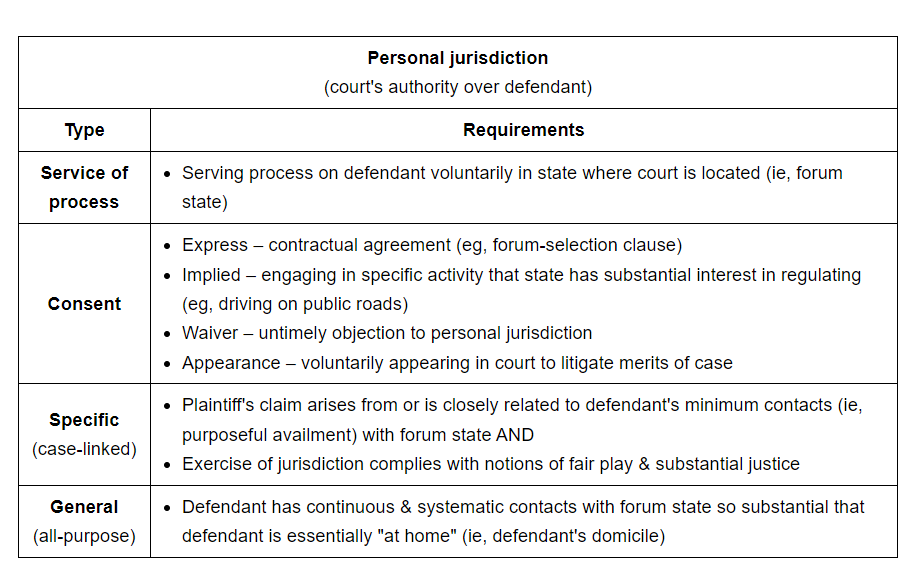 Personal jurisdiction
(court's authority over defendant)
Type
Requirements
Service of
process
• Serving process on defendant voluntarily in state where court is located (ie, forum
state)
Consent
• Express – contractual agreement (eg, forum-selection clause)
• Implied – engaging in specific activity that state has substantial interest in regulating
(eg, driving on public roads)
• Waiver – untimely objection to personal jurisdiction
• Appearance – voluntarily appearing in court to litigate merits of case
Specific
(case-linked)
• Plaintiff's claim arises from or is closely related to defendant's minimum contacts (ie,
purposeful availment) with forum state AND
• Exercise of jurisdiction complies with notions of fair play & substantial justice
General
(all-purpose)
• Defendant has continuous & systematic contacts with forum state so substantial that
defendant is essentially "at home" (ie, defendant's domicile)